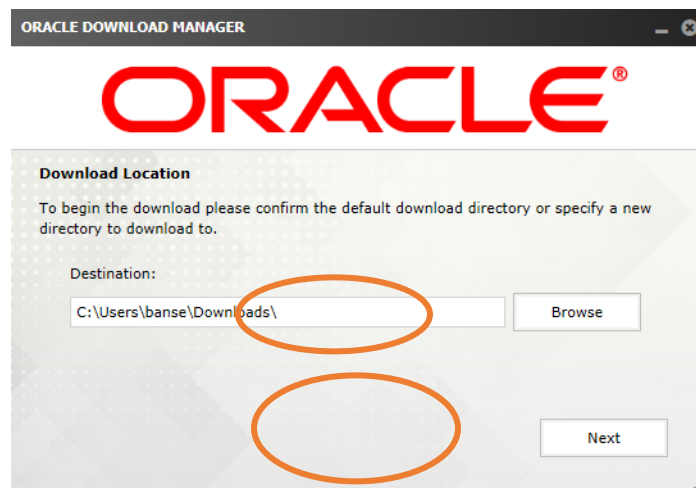 ORACLE DOWNLOAD MANAGER
ORACLE®
Download Location
To begin the download please confirm the default download directory or specify a new
directory to download to.
Destination:
C:\Users\banse\Downloads\
Browse
Next